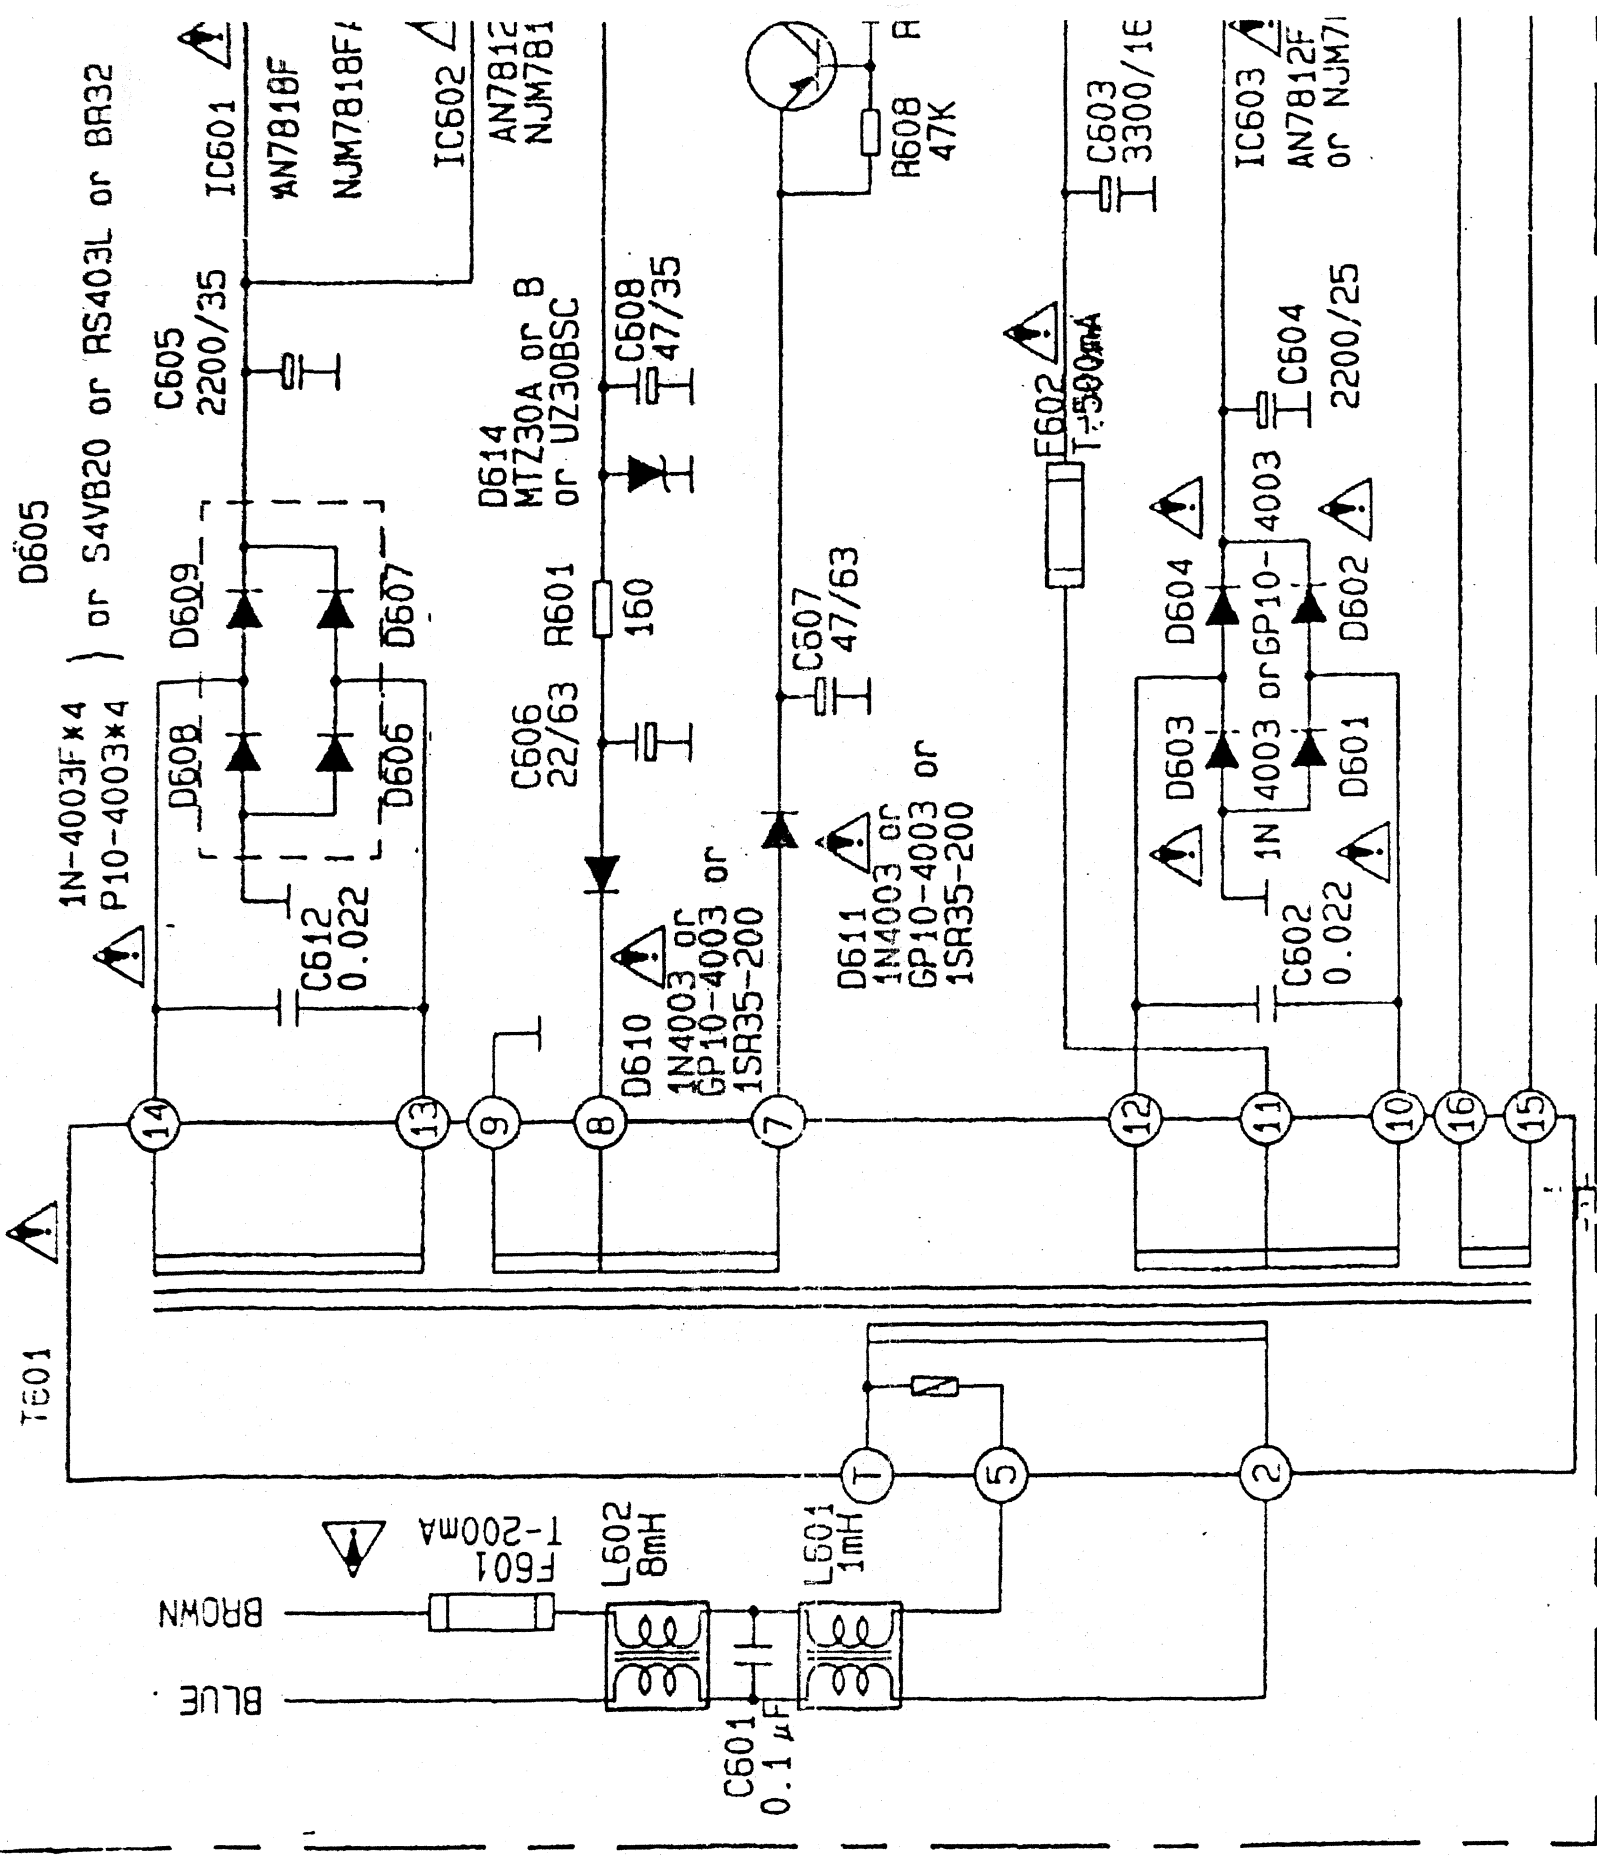 D605
1N-4003F*4
P10-4003*4
} or S4VB20 or RS403L or BR32
C605
2200/35
IC601
AN7818F
NJM7818F
IC602
AN7812
NJM781
D609
D607
D608
D606
C612
0.022
D614
MTZ30A or B
or UZ30BSC
C608
47/35
R601
160
C606
22/63
D610
1N4003 or
GP10-4003 or
1SR35-200
R608
47K
R
C607
47/63
D611
1N4003 or
GP10-4003 or
1SR35-200
C603
3300/16
F602
T-500mA
IC603
AN7812F
or NJM7
C604
2200/25
D604
D602
D603
D601
1N 4003 or GP10-4003
C602
0.022
14
13
9
8
7
12
11
10
16
15
T601
T
5
2
BROWN
BLUE
F601
T-200mA
L602
8mH
L601
1mH
C601
0.1 µF